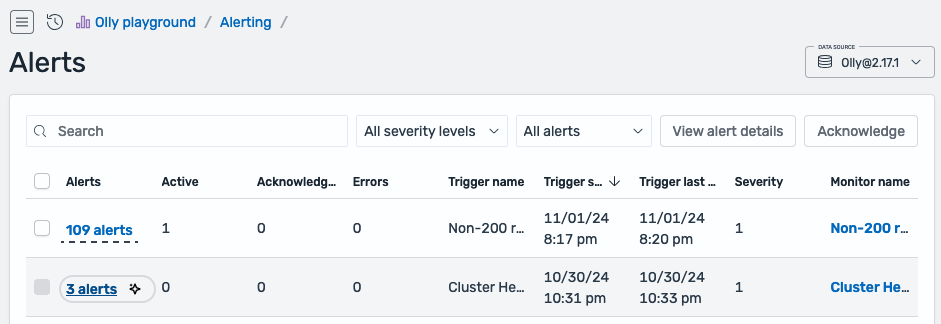 Olly playground / Alerting /
Alerts
DATA SOURCE
Olly@2.17.1
Search
All severity levels
All alerts
View alert details
Acknowledge
Alerts Active Acknowledg... Errors Trigger name Trigger s... Trigger last ... Severity Monitor name
109 alerts 1 0 0 Non-200 r... 11/01/24 11/01/24 1 Non-200 r...
8:17 pm 8:20 pm
3 alerts 0 0 0 Cluster He... 10/30/24 10/30/24 1 Cluster He...
10:31 pm 10:33 pm